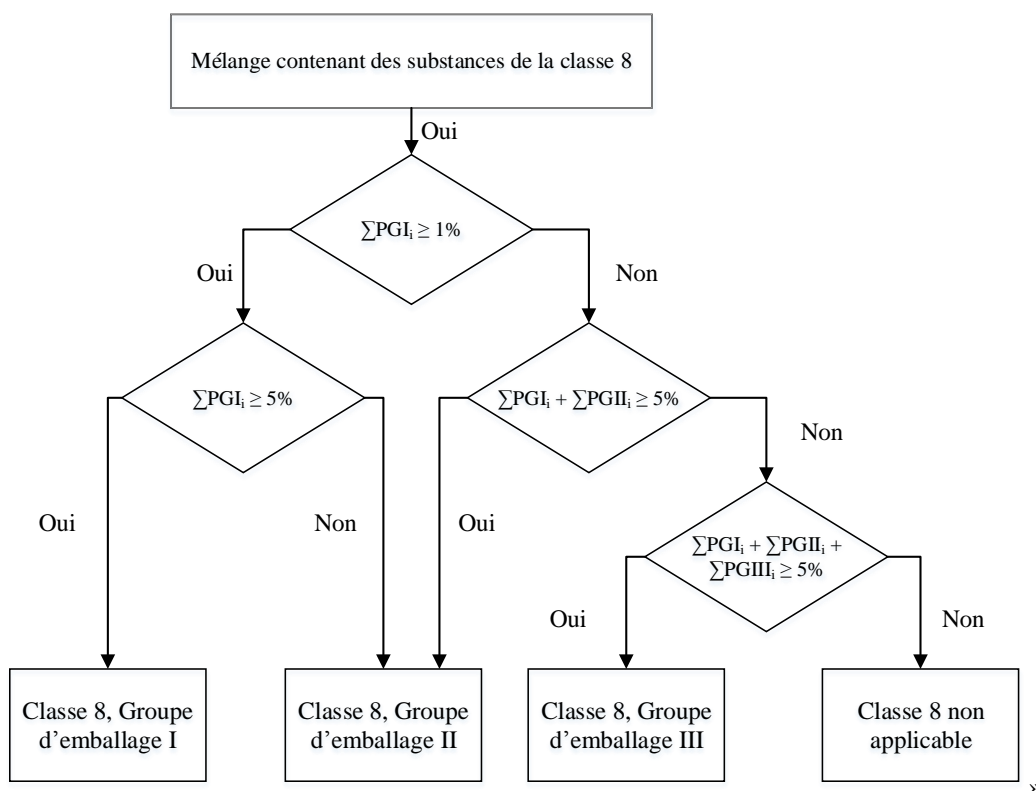 Mélange contenant des substances de la classe 8
Oui
∑PGIᵢ ≥ 1%
Oui
Non
∑PGIᵢ ≥ 5%
∑PGIᵢ + ∑PGIIᵢ ≥ 5%
Non
Oui
Non
Oui
∑PGIᵢ + ∑PGIIᵢ +
∑PGIIIᵢ ≥ 5%
Oui
Non
Classe 8, Groupe
d’emballage I
Classe 8, Groupe
d’emballage II
Classe 8, Groupe
d’emballage III
Classe 8 non
applicable
»